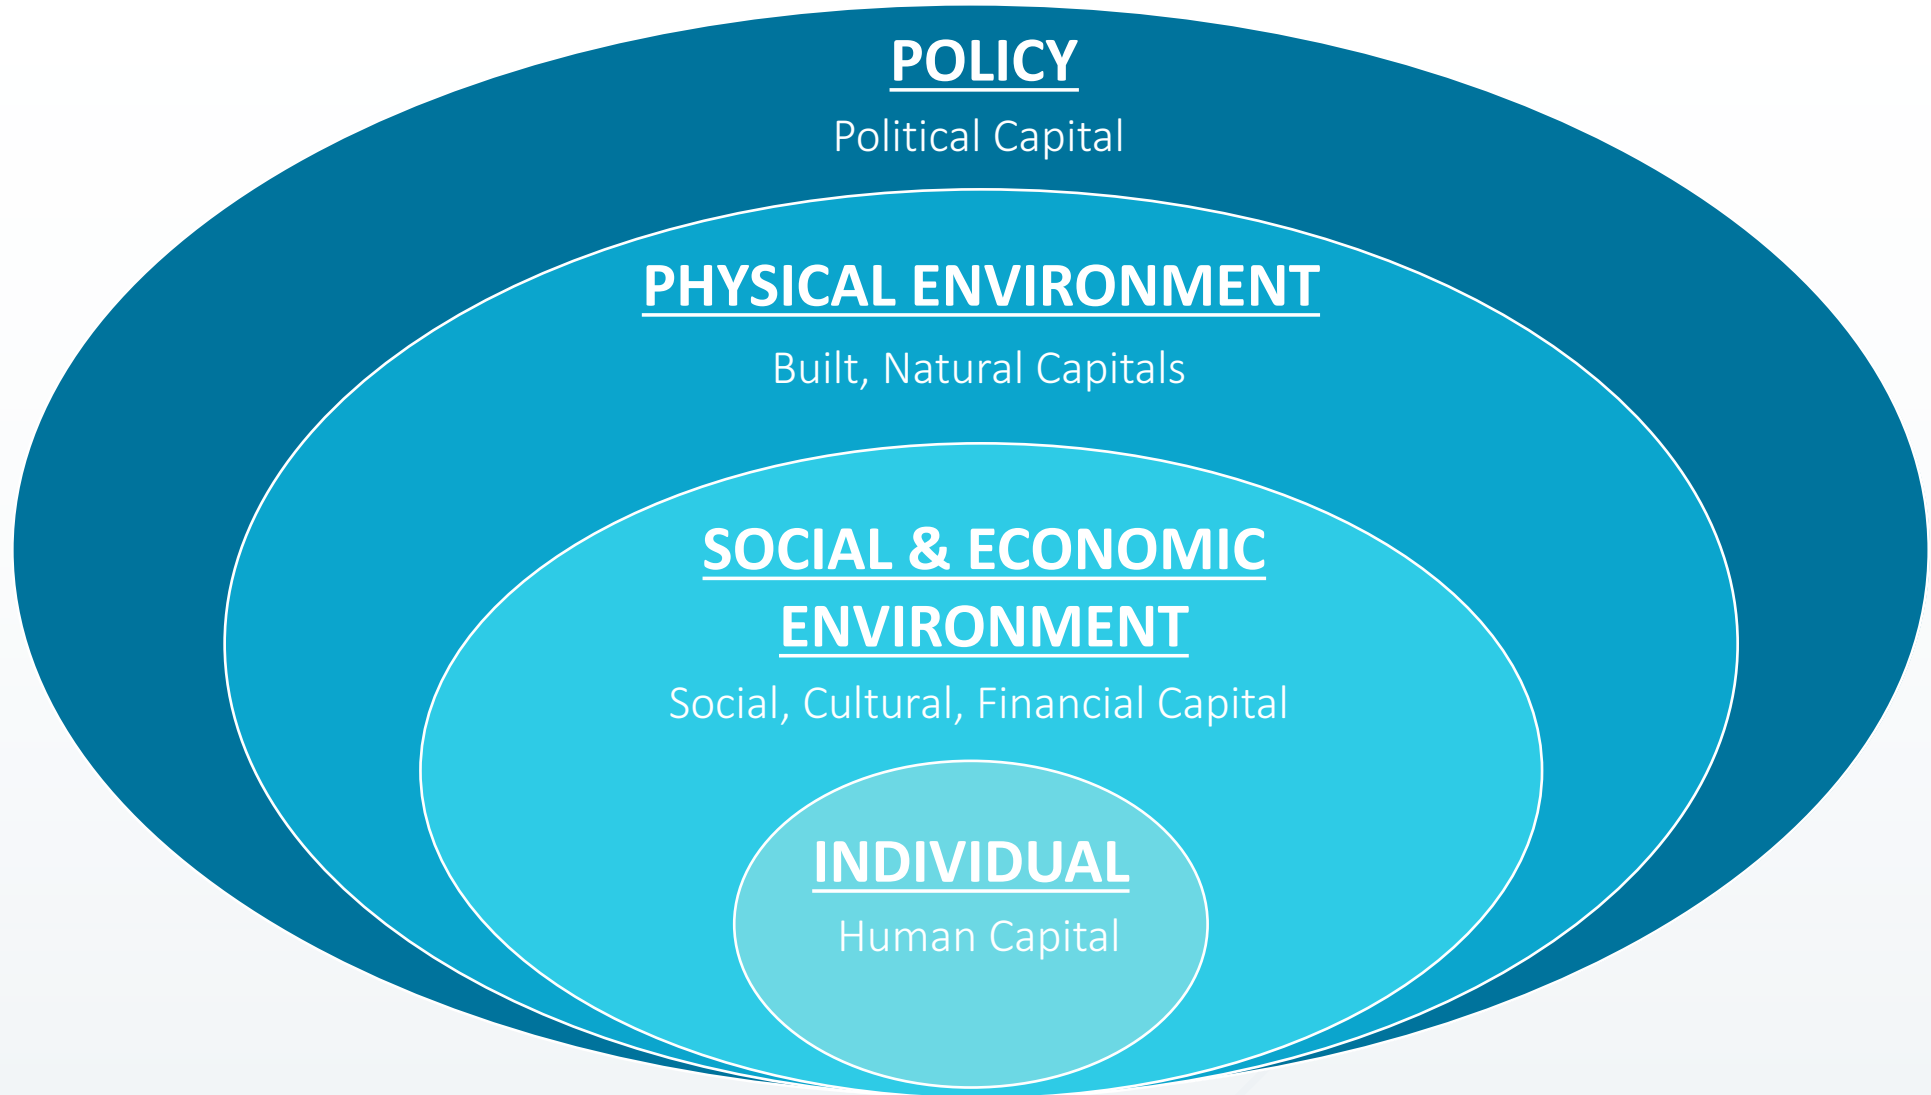 POLICY
Political Capital
PHYSICAL ENVIRONMENT
Built, Natural Capitals
SOCIAL & ECONOMIC
ENVIRONMENT
Social, Cultural, Financial Capital
INDIVIDUAL
Human Capital